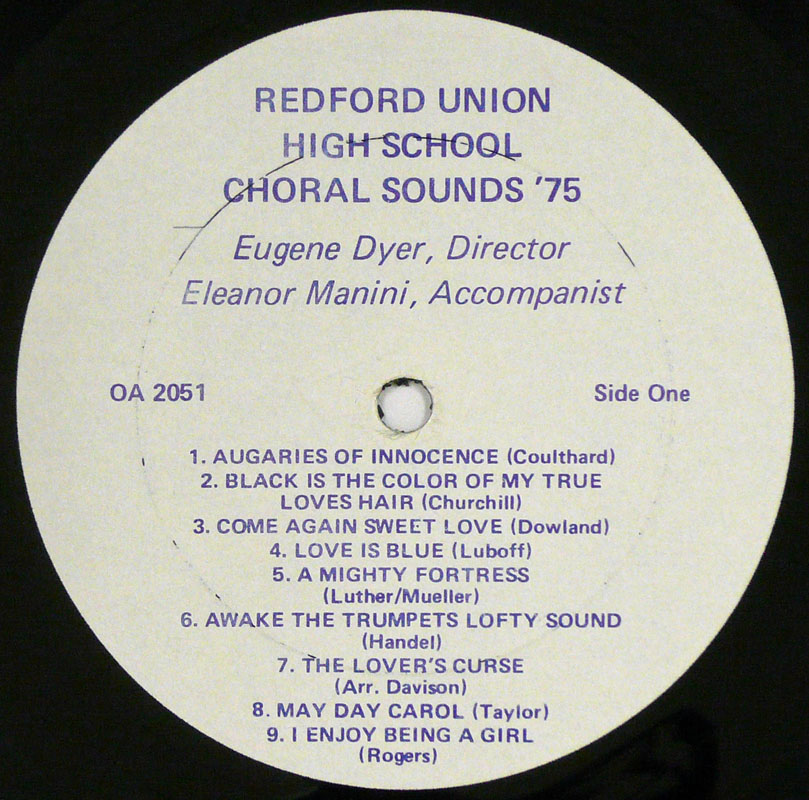 REDFORD UNION
HIGH SCHOOL
CHORAL SOUNDS '75
Eugene Dyer, Director
Eleanor Manini, Accompanist
OA 2051
Side One
1. AUGARIES OF INNOCENCE (Coulthard)
2. BLACK IS THE COLOR OF MY TRUE
LOVES HAIR (Churchill)
3. COME AGAIN SWEET LOVE (Dowland)
4. LOVE IS BLUE (Luboff)
5. A MIGHTY FORTRESS
(Luther/Mueller)
6. AWAKE THE TRUMPETS LOFTY SOUND
(Handel)
7. THE LOVER'S CURSE
(Arr. Davison)
8. MAY DAY CAROL (Taylor)
9. I ENJOY BEING A GIRL
(Rogers)